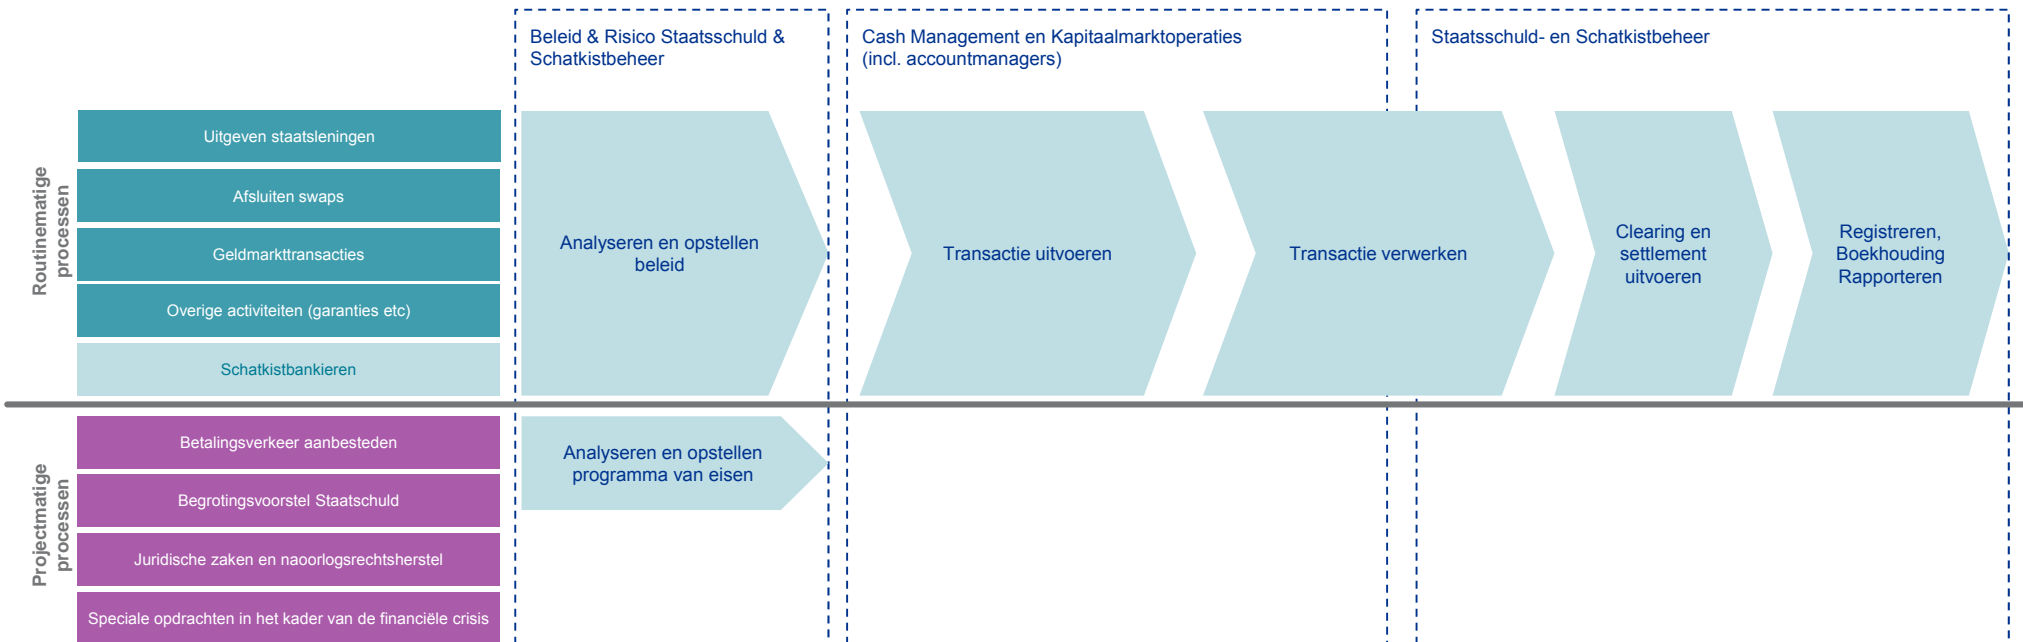 Beleid & Risico Staatsschuld &
Schatkistbeheer
Cash Management en Kapitaalmarktoperaties
(incl. accountmanagers)
Staatsschuld- en Schatkistbeheer
Routinematige
processen
Uitgeven staatsleningen
Afsluiten swaps
Geldmarkttransacties
Overige activiteiten (garanties etc)
Schatkistbankieren
Analyseren en opstellen
beleid
Transactie uitvoeren
Transactie verwerken
Clearing en
settlement
uitvoeren
Registreren,
Boekhouding
Rapporteren
Projectmatige
processen
Betalingsverkeer aanbesteden
Begrotingsvoorstel Staatschuld
Juridische zaken en naoorlogsrechtsherstel
Speciale opdrachten in het kader van de financiële crisis
Analyseren en opstellen
programma van eisen